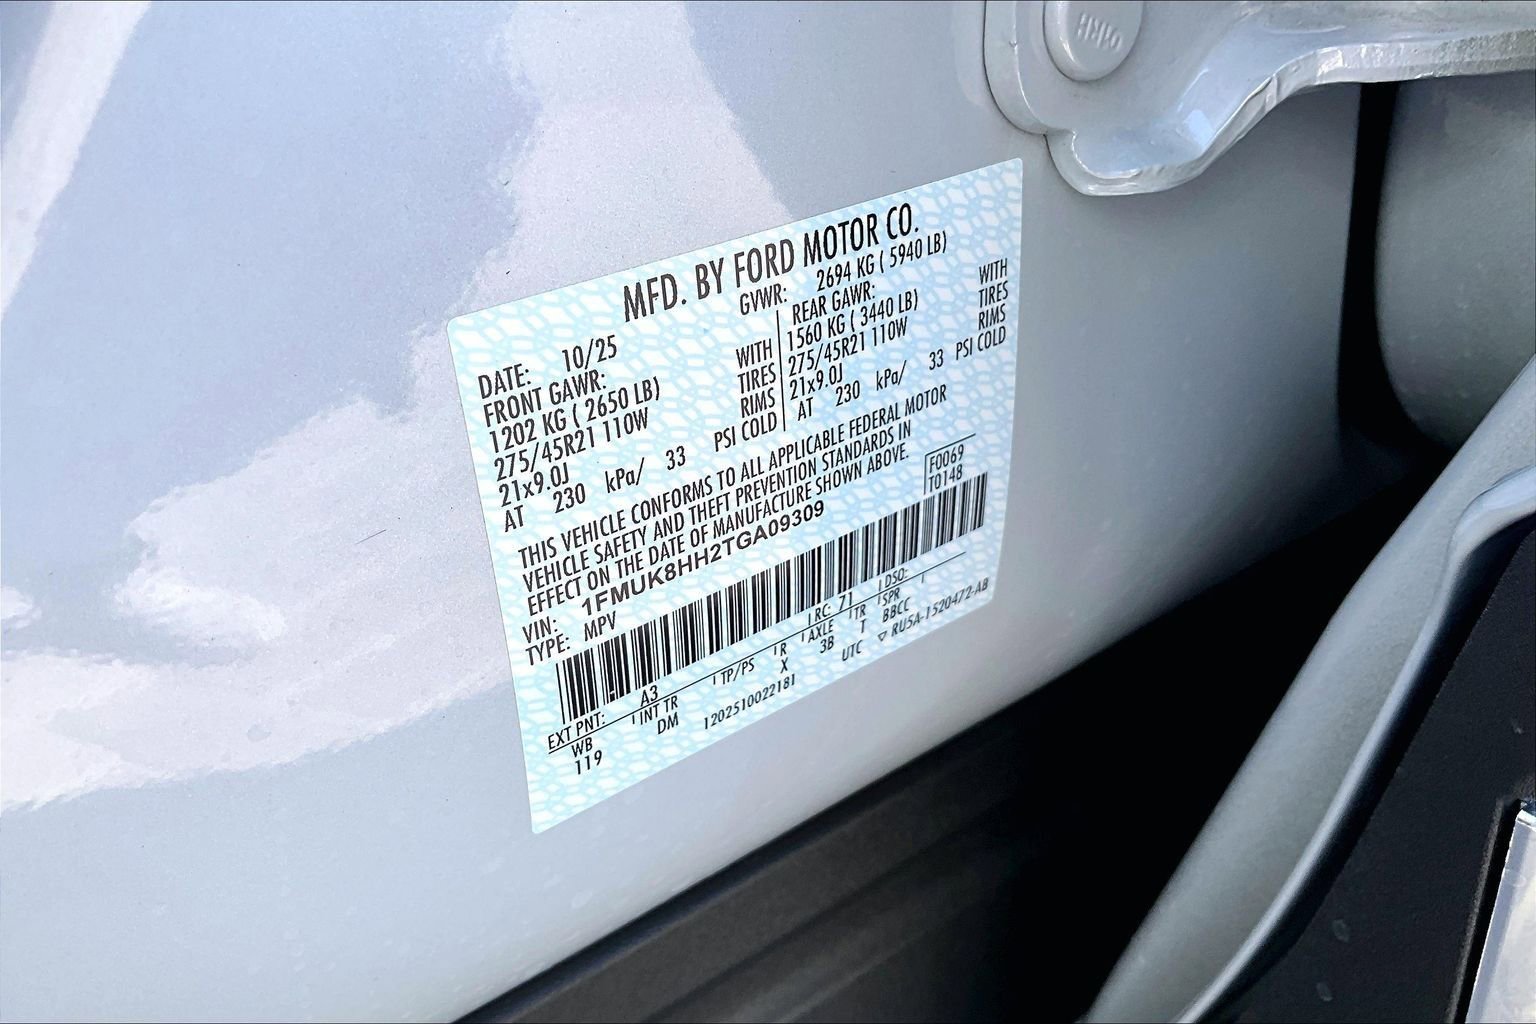 MFD. BY FORD MOTOR CO.
DATE: 10/25
GVWR: 2694 KG ( 5940 LB)
FRONT GAWR:
1202 KG ( 2650 LB) WITH
275/45R21 110W TIRES
21x9.0J RIMS
AT 230 kPa/ 33 PSI COLD
REAR GAWR:
1560 KG ( 3440 LB) WITH
275/45R21 110W TIRES
21x9.0J RIMS
AT 230 kPa/ 33 PSI COLD
THIS VEHICLE CONFORMS TO ALL APPLICABLE FEDERAL MOTOR
VEHICLE SAFETY AND THEFT PREVENTION STANDARDS IN
EFFECT ON THE DATE OF MANUFACTURE SHOWN ABOVE.
VIN: 1FMUK8HH2TGA09309
TYPE: MPV
F0069
T0148
EXT PNT: A3 RC: 71 DSO:
WB INT TR TP/PS R AXLE TR SPR
119 DM X 3B T BBCC
1202510022181 UTC ▽ RU5A-1520472-AB